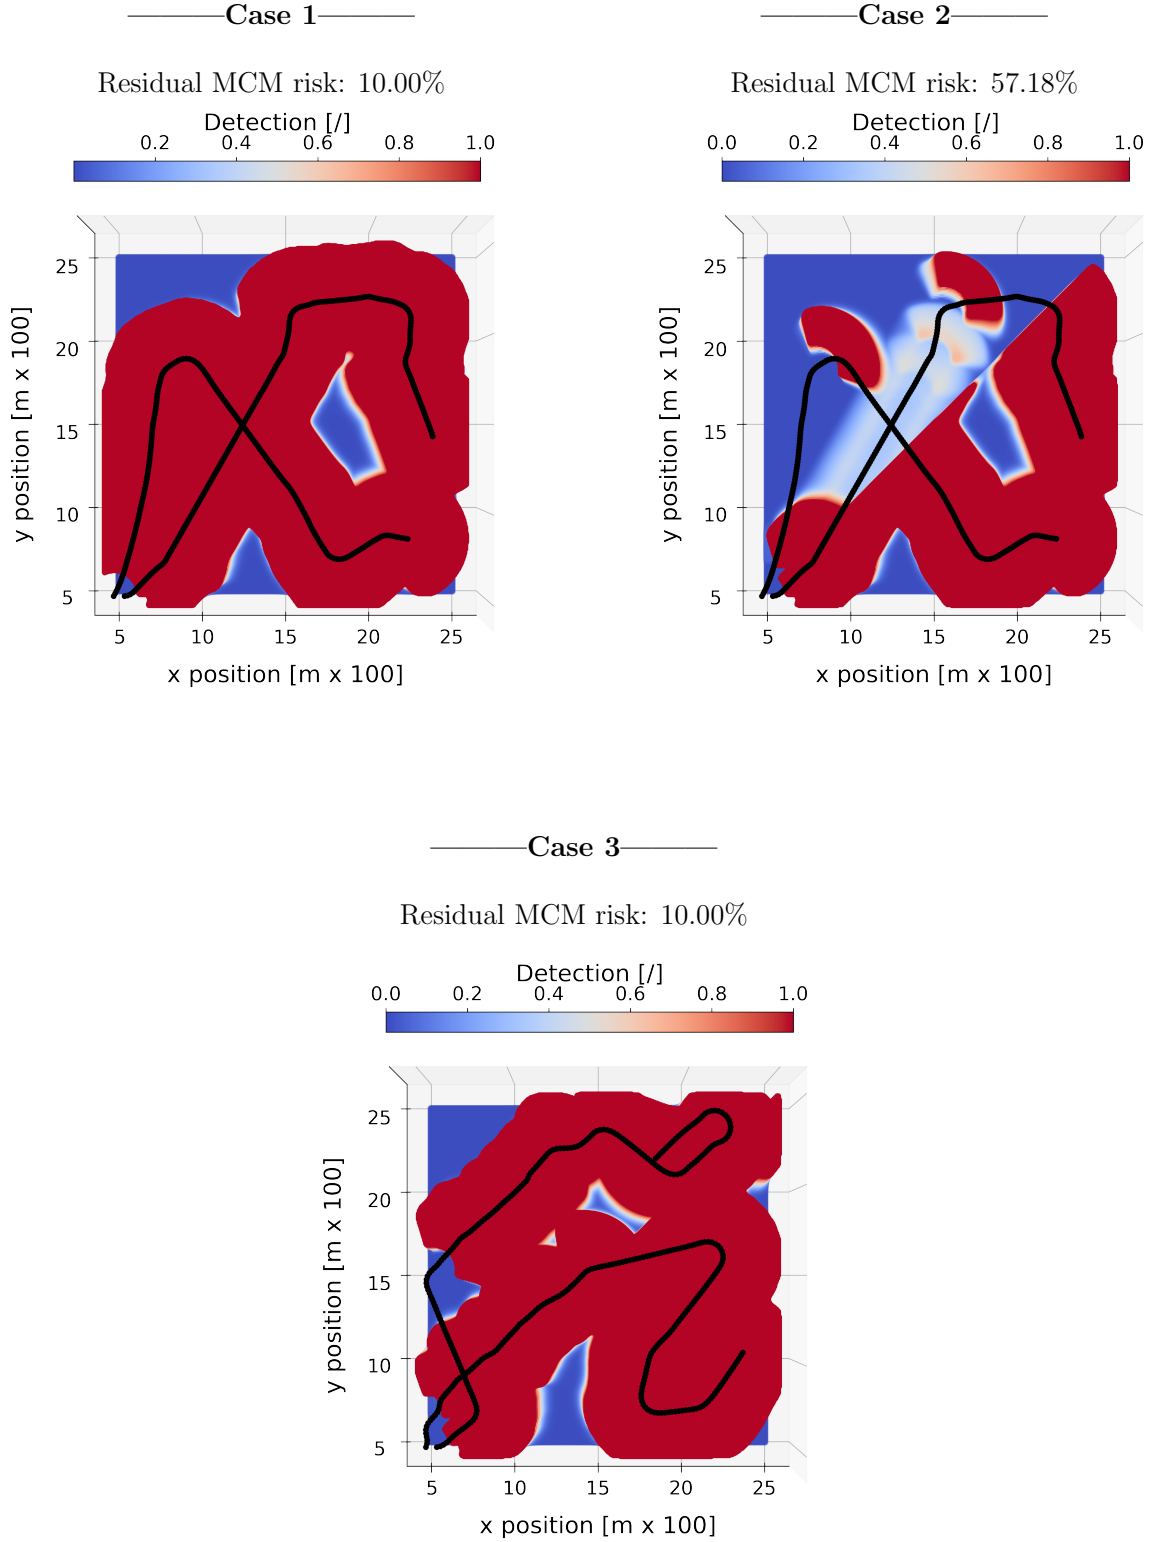 Case 1
Residual MCM risk: 10.00%
Detection [/]
0.2 0.4 0.6 0.8 1.0
25
20
15
10
5
y position [m x 100]
5 10 15 20 25
x position [m x 100]
Case 2
Residual MCM risk: 57.18%
Detection [/]
0.0 0.2 0.4 0.6 0.8 1.0
25
20
15
10
5
y position [m x 100]
5 10 15 20 25
x position [m x 100]
Case 3
Residual MCM risk: 10.00%
Detection [/]
0.0 0.2 0.4 0.6 0.8 1.0
25
20
15
10
5
y position [m x 100]
5 10 15 20 25
x position [m x 100]